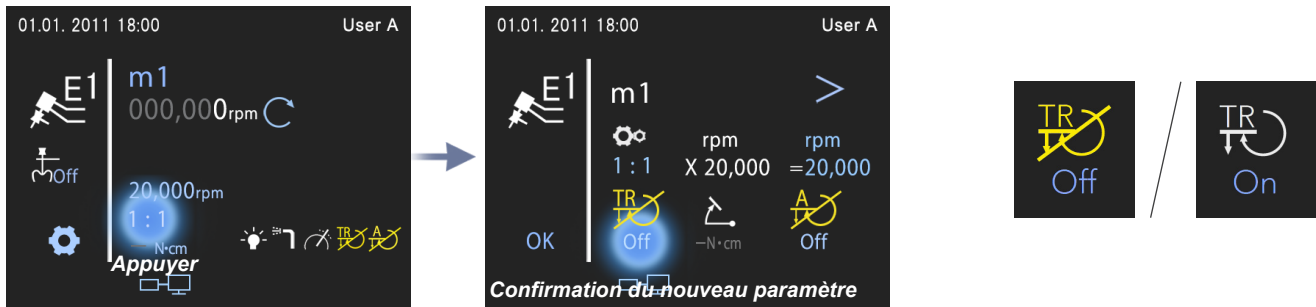 01.01. 2011 18:00 User A
E1
m1
000,000rpm
Off
20,000rpm
1 : 1
N·cm
TR A
Appuyer
01.01. 2011 18:00 User A
E1
m1 >
rpm rpm
1 : 1 X 20,000 =20,000
TR A
Off –N·cm Off
OK
Confirmation du nouveau paramètre
TR
Off
/
TR
On